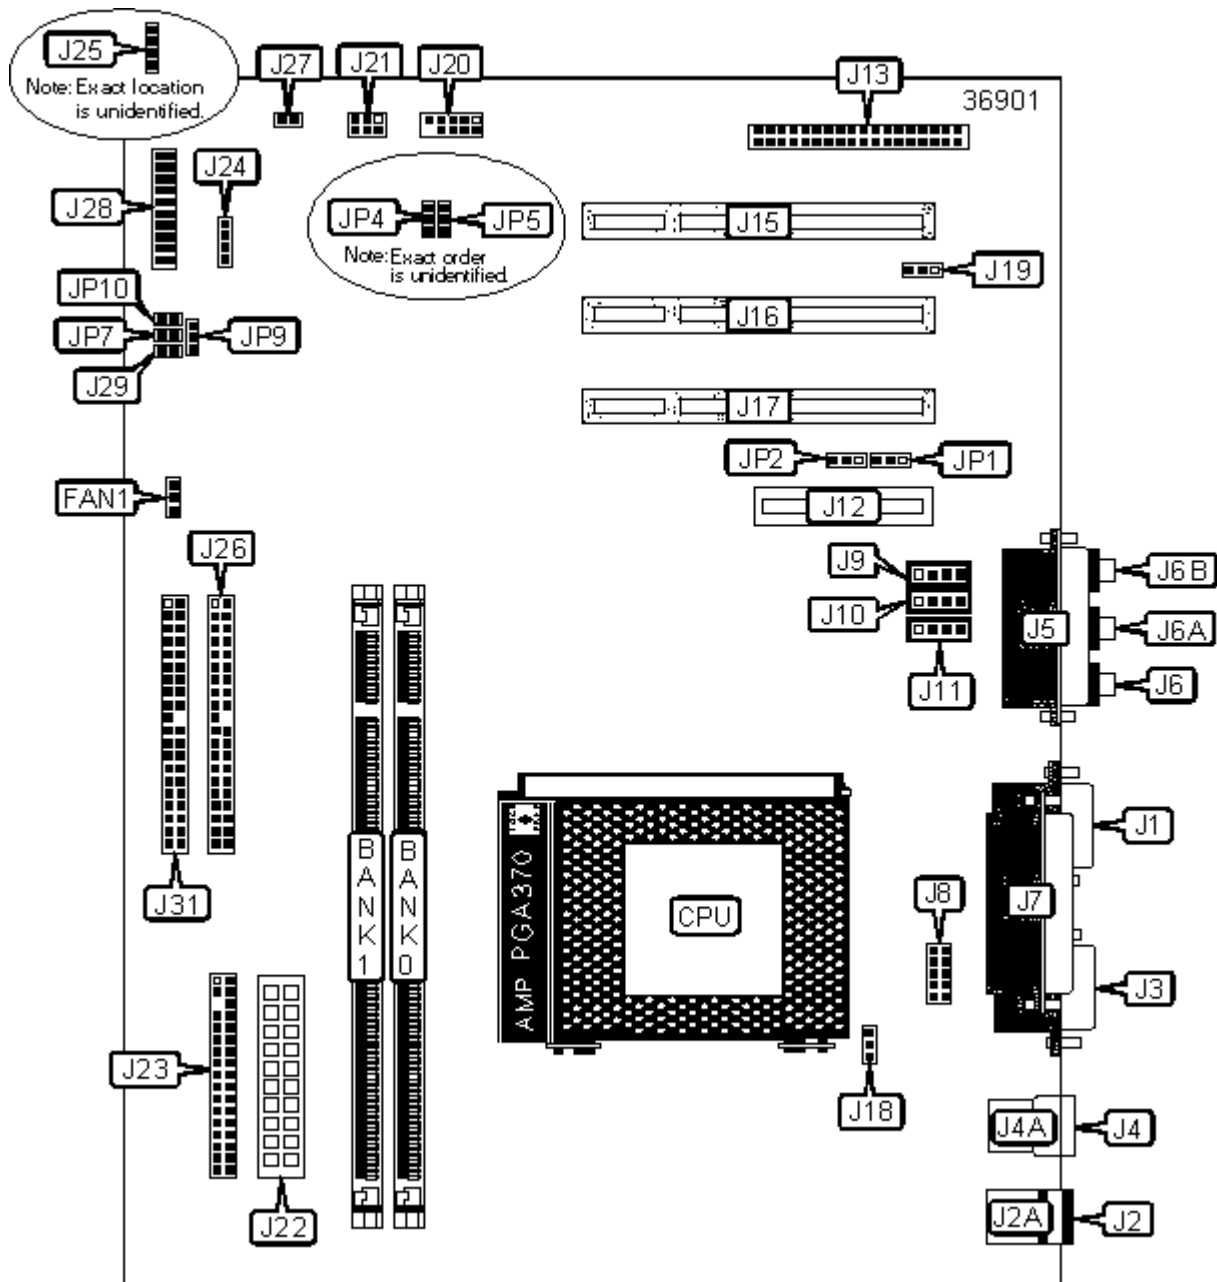 J25
Note: Exact location
is unidentified.
J27
J21
J20
J13
36901
J24
J28
JP4
JP5
Note: Exact order
is unidentified.
J15
J19
JP10
JP7
JP9
J29
J16
J17
JP2
JP1
FAN1
J12
J26
J9
J10
J11
J5
J6B
J6A
J6
J31
BANK1
BANK0
AMP PGA370
CPU
J8
J7
J1
J3
J23
J22
J18
J4A
J4
J2A
J2